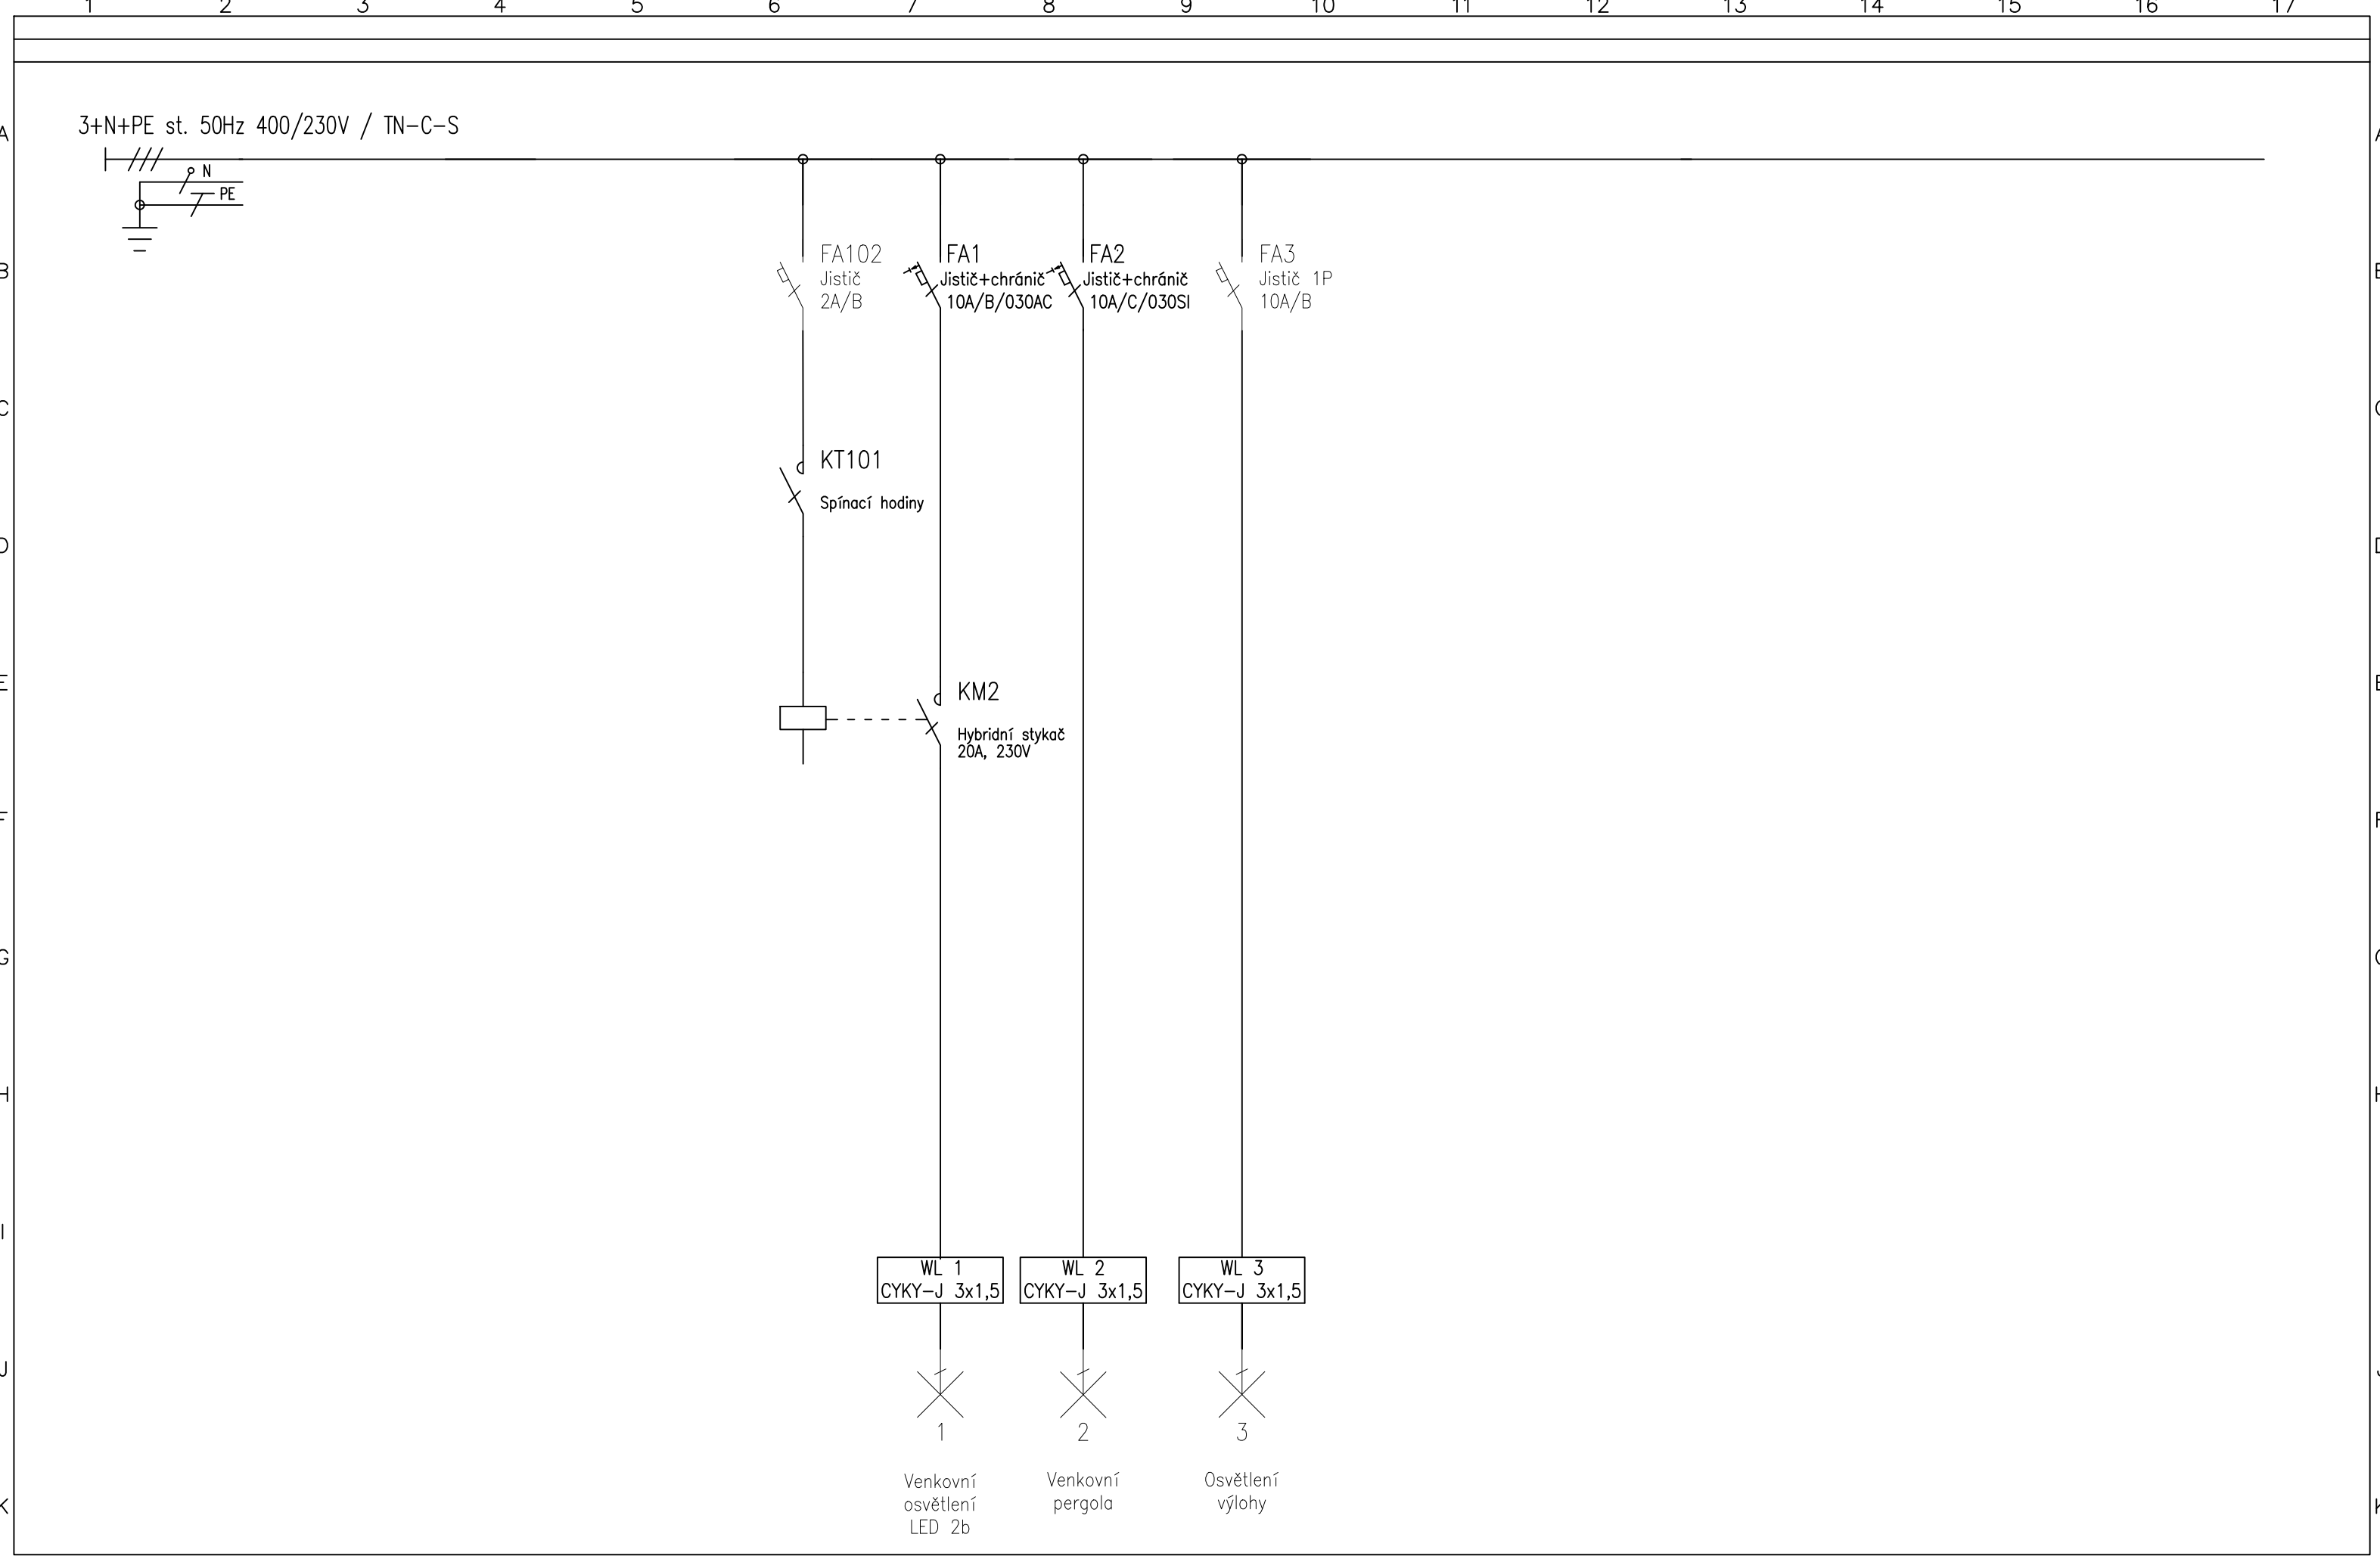 1 2 3 4 5 6 7 8 9 10 11 12 13 14 15 16 17
A
3+N+PE st. 50Hz 400/230V / TN-C-S
N
PE
B
FA102
Jistič
2A/B
FA1
Jistič+chránič
10A/B/030AC
FA2
Jistič+chránič
10A/C/030SI
FA3
Jistič 1P
10A/B
C
KT101
Spínací hodiny
D
E
KM2
Hybridní stykač
20A, 230V
F
G
H
I
WL 1
CYKY-J 3x1,5
WL 2
CYKY-J 3x1,5
WL 3
CYKY-J 3x1,5
J
1
2
3
K
Venkovní
osvětlení
LED 2b
Venkovní
pergola
Osvětlení
výlohy